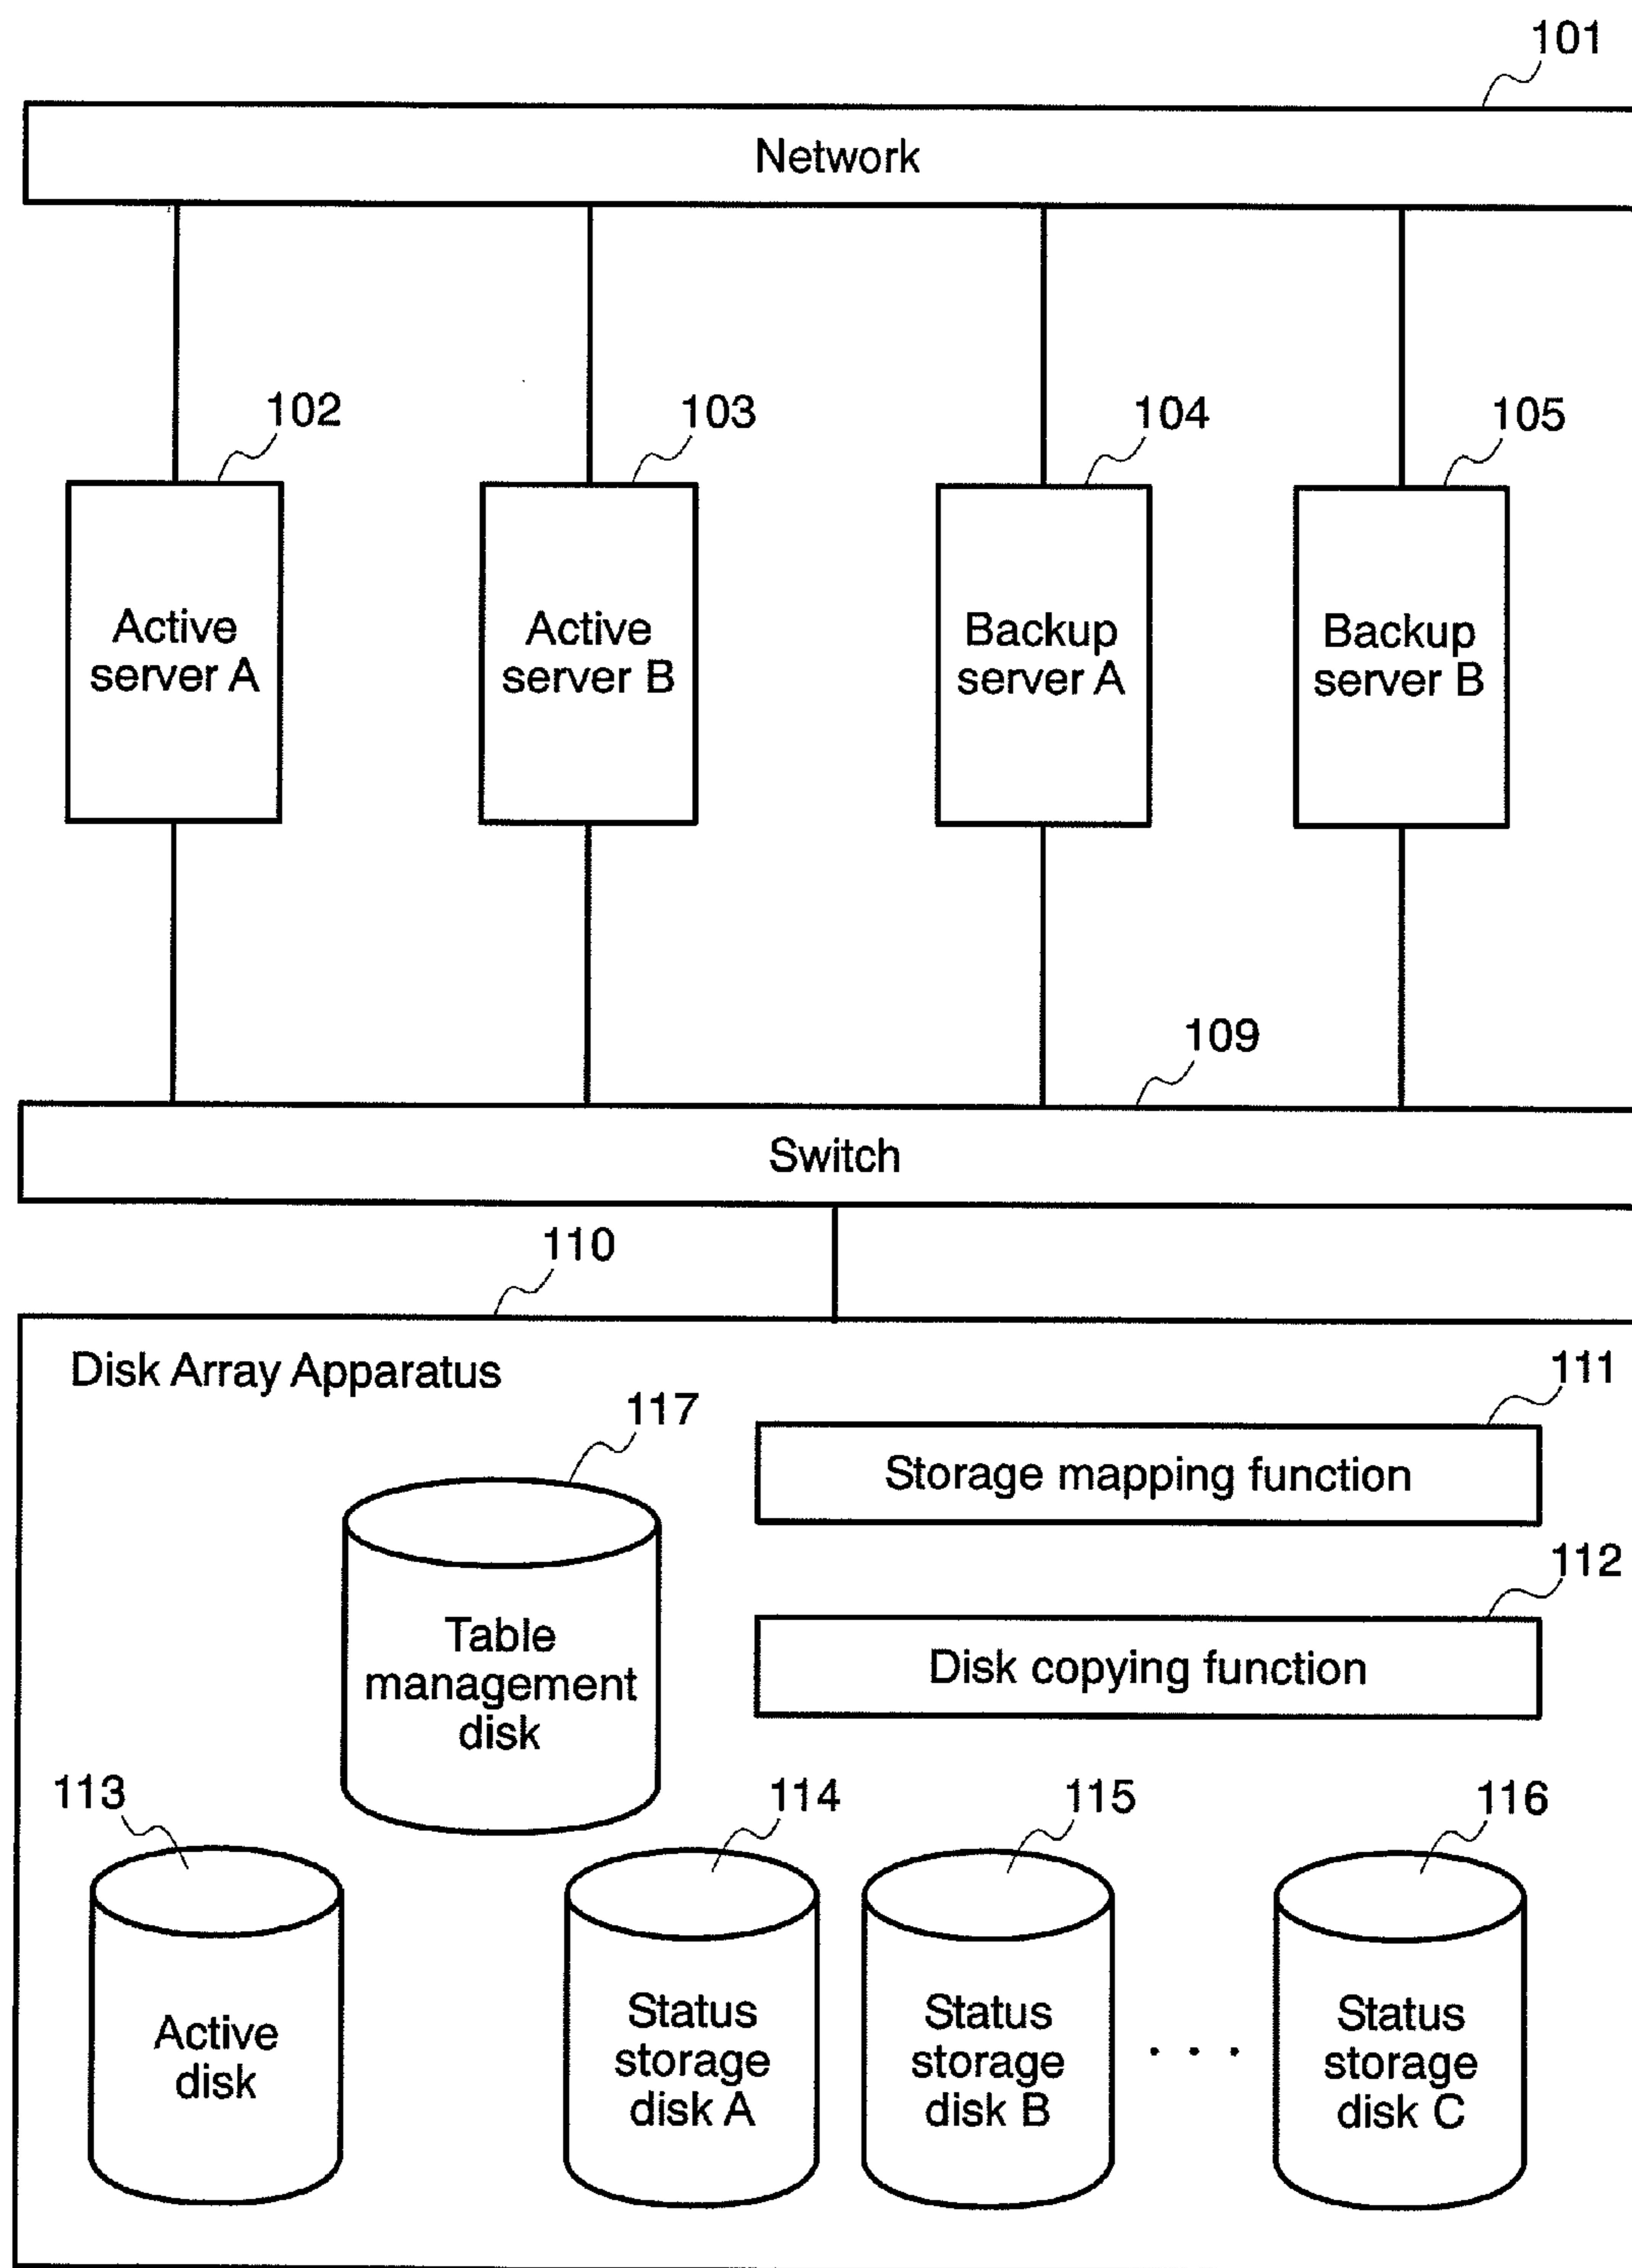 101
Network
102
103
104
105
Active
server A
Active
server B
Backup
server A
Backup
server B
109
Switch
110
Disk Array Apparatus
111
117
Storage mapping function
112
Table
management
disk
Disk copying function
113
114
115
116
Active
disk
Status
storage
disk A
Status
storage
disk B
. . .
Status
storage
disk C